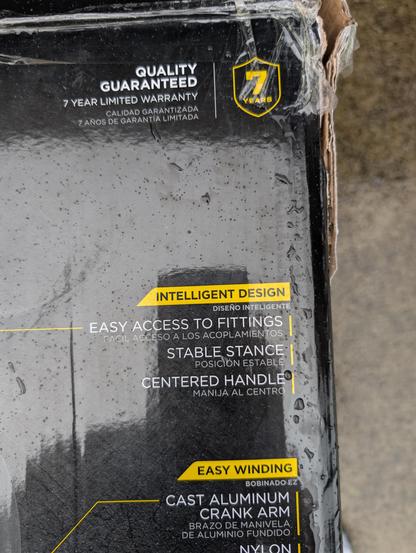 QUALITY
GUARANTEED
7 YEAR LIMITED WARRANTY
CALIDAD GARANTIZADA
7 AÑOS DE GARANTÍA LIMITADA
7
YEARS
INTELLIGENT DESIGN
DISEÑO INTELIGENTE
EASY ACCESS TO FITTINGS
FÁCIL ACCESO A LOS ACOPLAMIENTOS
STABLE STANCE
POSICIÓN ESTABLE
CENTERED HANDLE
MANIJA AL CENTRO
EASY WINDING
BOBINADO EZ
CAST ALUMINUM
CRANK ARM
BRAZO DE MANIVELA
DE ALUMINIO FUNDIDO
NYLON